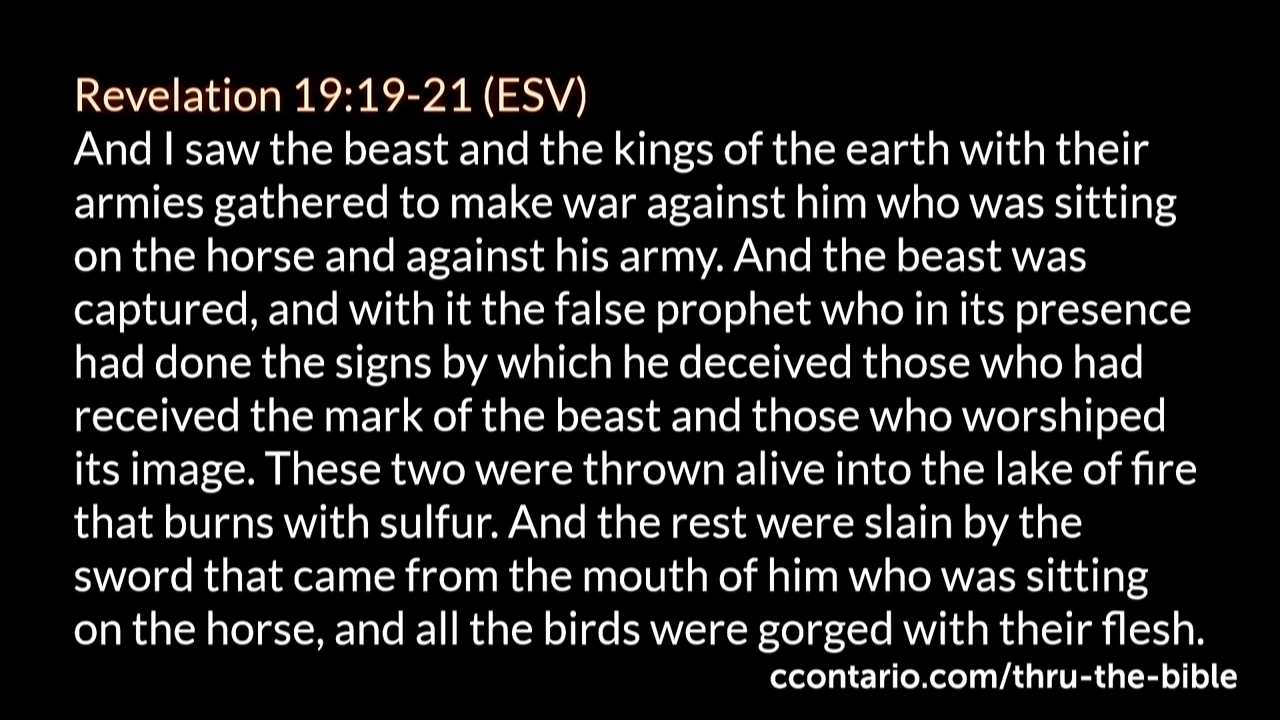 Revelation 19:19-21 (ESV)
And I saw the beast and the kings of the earth with their
armies gathered to make war against him who was sitting
on the horse and against his army. And the beast was
captured, and with it the false prophet who in its presence
had done the signs by which he deceived those who had
received the mark of the beast and those who worshiped
its image. These two were thrown alive into the lake of fire
that burns with sulfur. And the rest were slain by the
sword that came from the mouth of him who was sitting
on the horse, and all the birds were gorged with their flesh.
ccontario.com/thru-the-bible